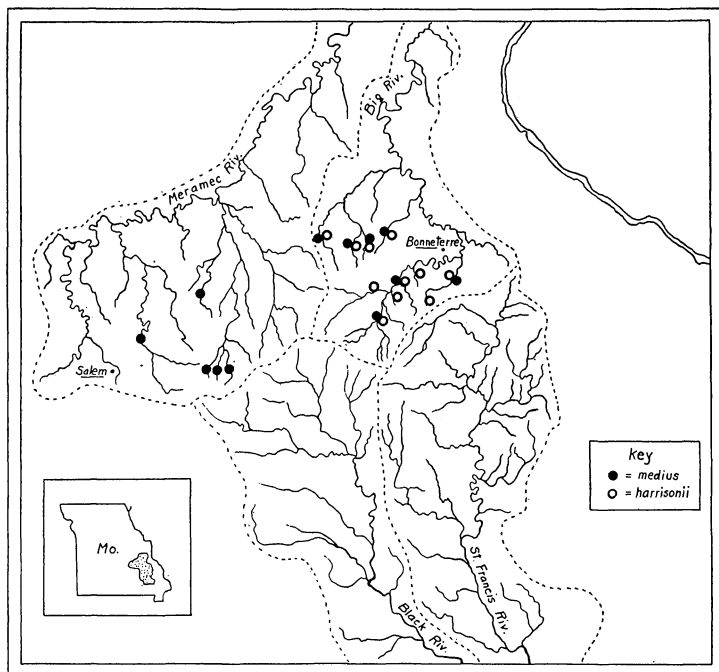 Big Riv.
Meramec Riv.
Bonneterre
Salem
key
= medius
= harrisonii
Mo.
St. Francis Riv.
Black Riv.